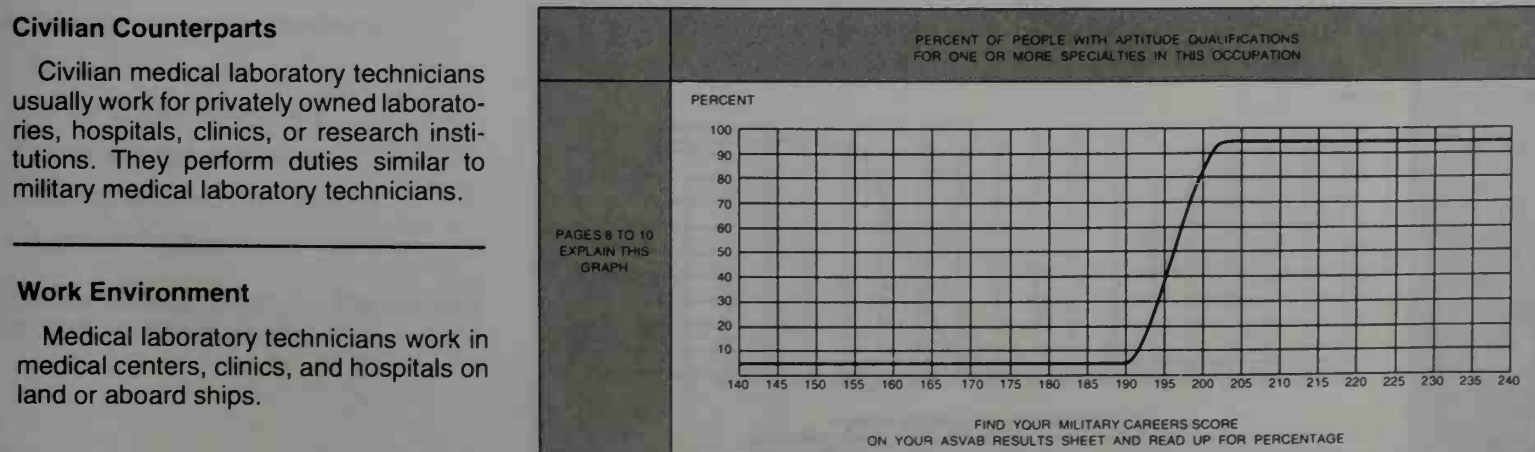 Civilian Counterparts
Civilian medical laboratory technicians
usually work for privately owned laborato-
ries, hospitals, clinics, or research insti-
tutions. They perform duties similar to
military medical laboratory technicians.
Work Environment
Medical laboratory technicians work in
medical centers, clinics, and hospitals on
land or aboard ships.
PERCENT OF PEOPLE WITH APTITUDE QUALIFICATIONS
FOR ONE OR MORE SPECIALTIES IN THIS OCCUPATION
PAGES 8 TO 10
EXPLAIN THIS
GRAPH
PERCENT
100
90
80
70
60
50
40
30
20
10
140 145 150 155 160 165 170 175 180 185 190 195 200 205 210 215 220 225 230 235 240
FIND YOUR MILITARY CAREERS SCORE
ON YOUR ASVAB RESULTS SHEET AND READ UP FOR PERCENTAGE